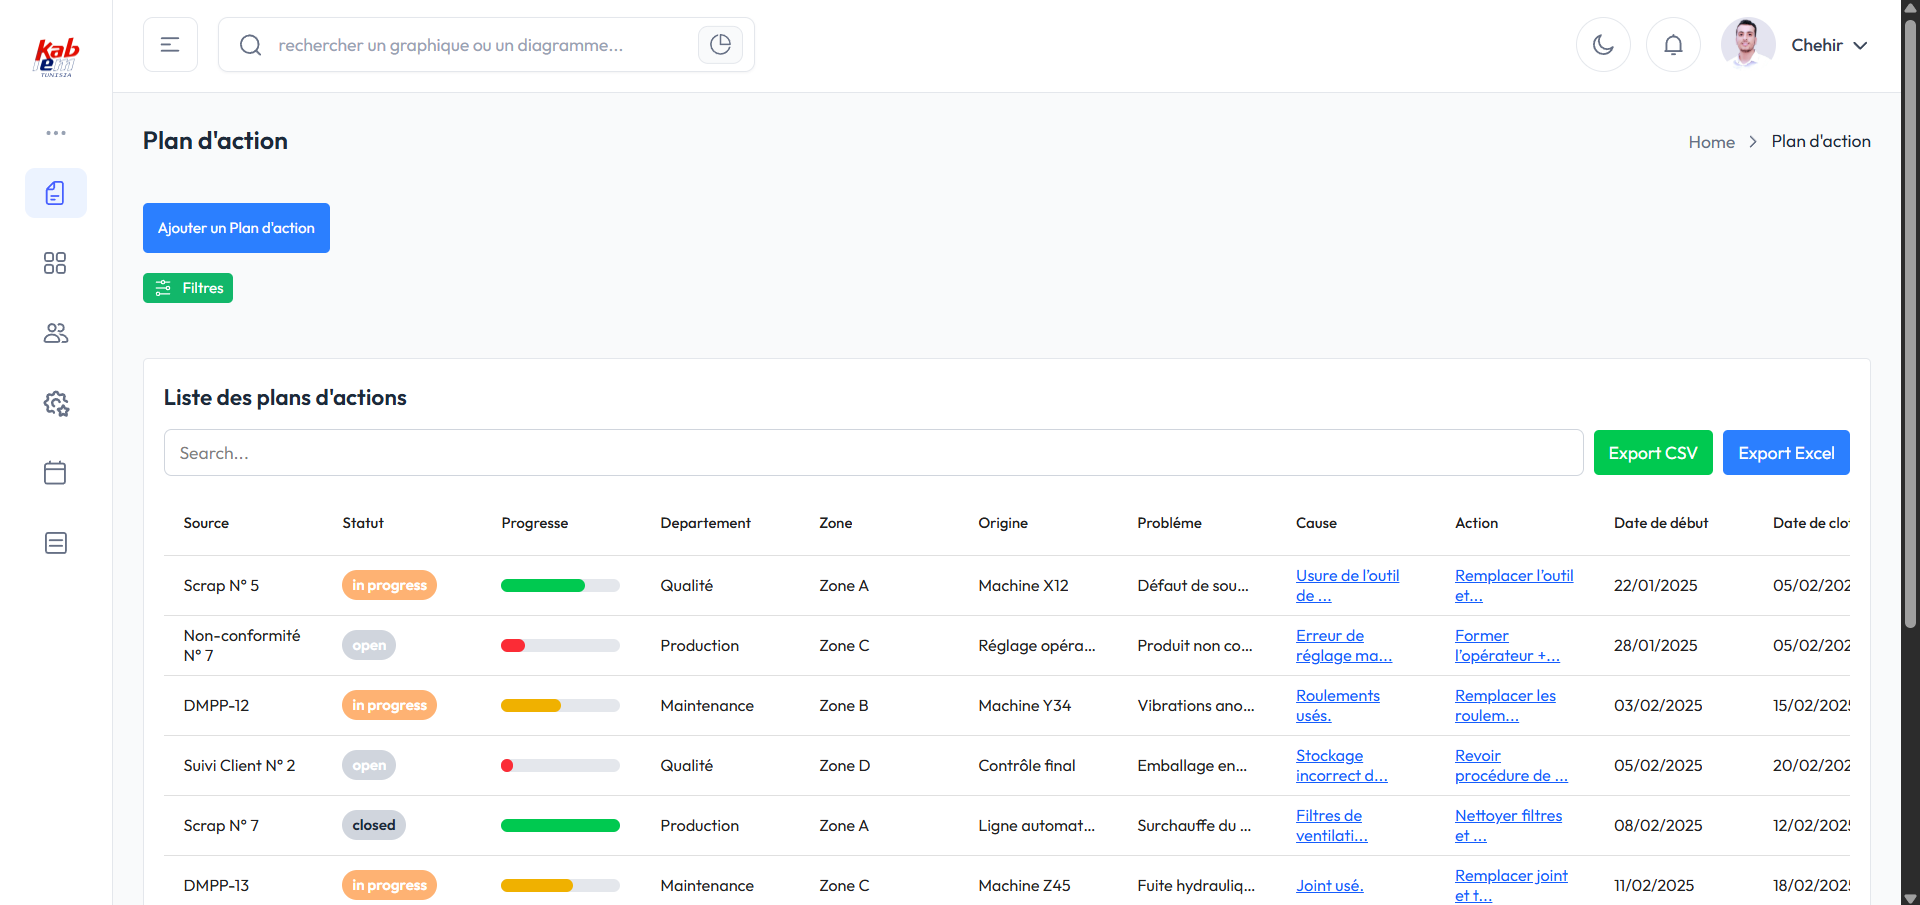 Kab
lem
TUNISIA
rechercher un graphique ou un diagramme...
Chehir
Plan d'action
Home > Plan d'action
Ajouter un Plan d'action
Filtres
Liste des plans d'actions
Search...
Export CSV
Export Excel
Source Statut Progresse Departement Zone Origine Probléme Cause Action Date de début Date de clo
Scrap N° 5 in progress Qualité Zone A Machine X12 Défaut de sou... Usure de l’outil Remplacer l’outil 22/01/2025 05/02/202
de ... et...
Non-conformité open Production Zone C Réglage opéra... Produit non co... Erreur de Former 28/01/2025 05/02/202
N° 7 réglage ma... l’opérateur +...
DMPP-12 in progress Maintenance Zone B Machine Y34 Vibrations ano... Roulements Remplacer les 03/02/2025 15/02/2025
usés. roulem...
Suivi Client N° 2 open Qualité Zone D Contrôle final Emballage en... Stockage Revoir 05/02/2025 20/02/202
incorrect d... procédure de ...
Scrap N° 7 closed Production Zone A Ligne automat... Surchauffe du ... Filtres de Nettoyer filtres 08/02/2025 12/02/2025
ventilati... et ...
DMPP-13 in progress Maintenance Zone C Machine Z45 Fuite hydrauliq... Joint usé. Remplacer joint 11/02/2025 18/02/2025
et t...